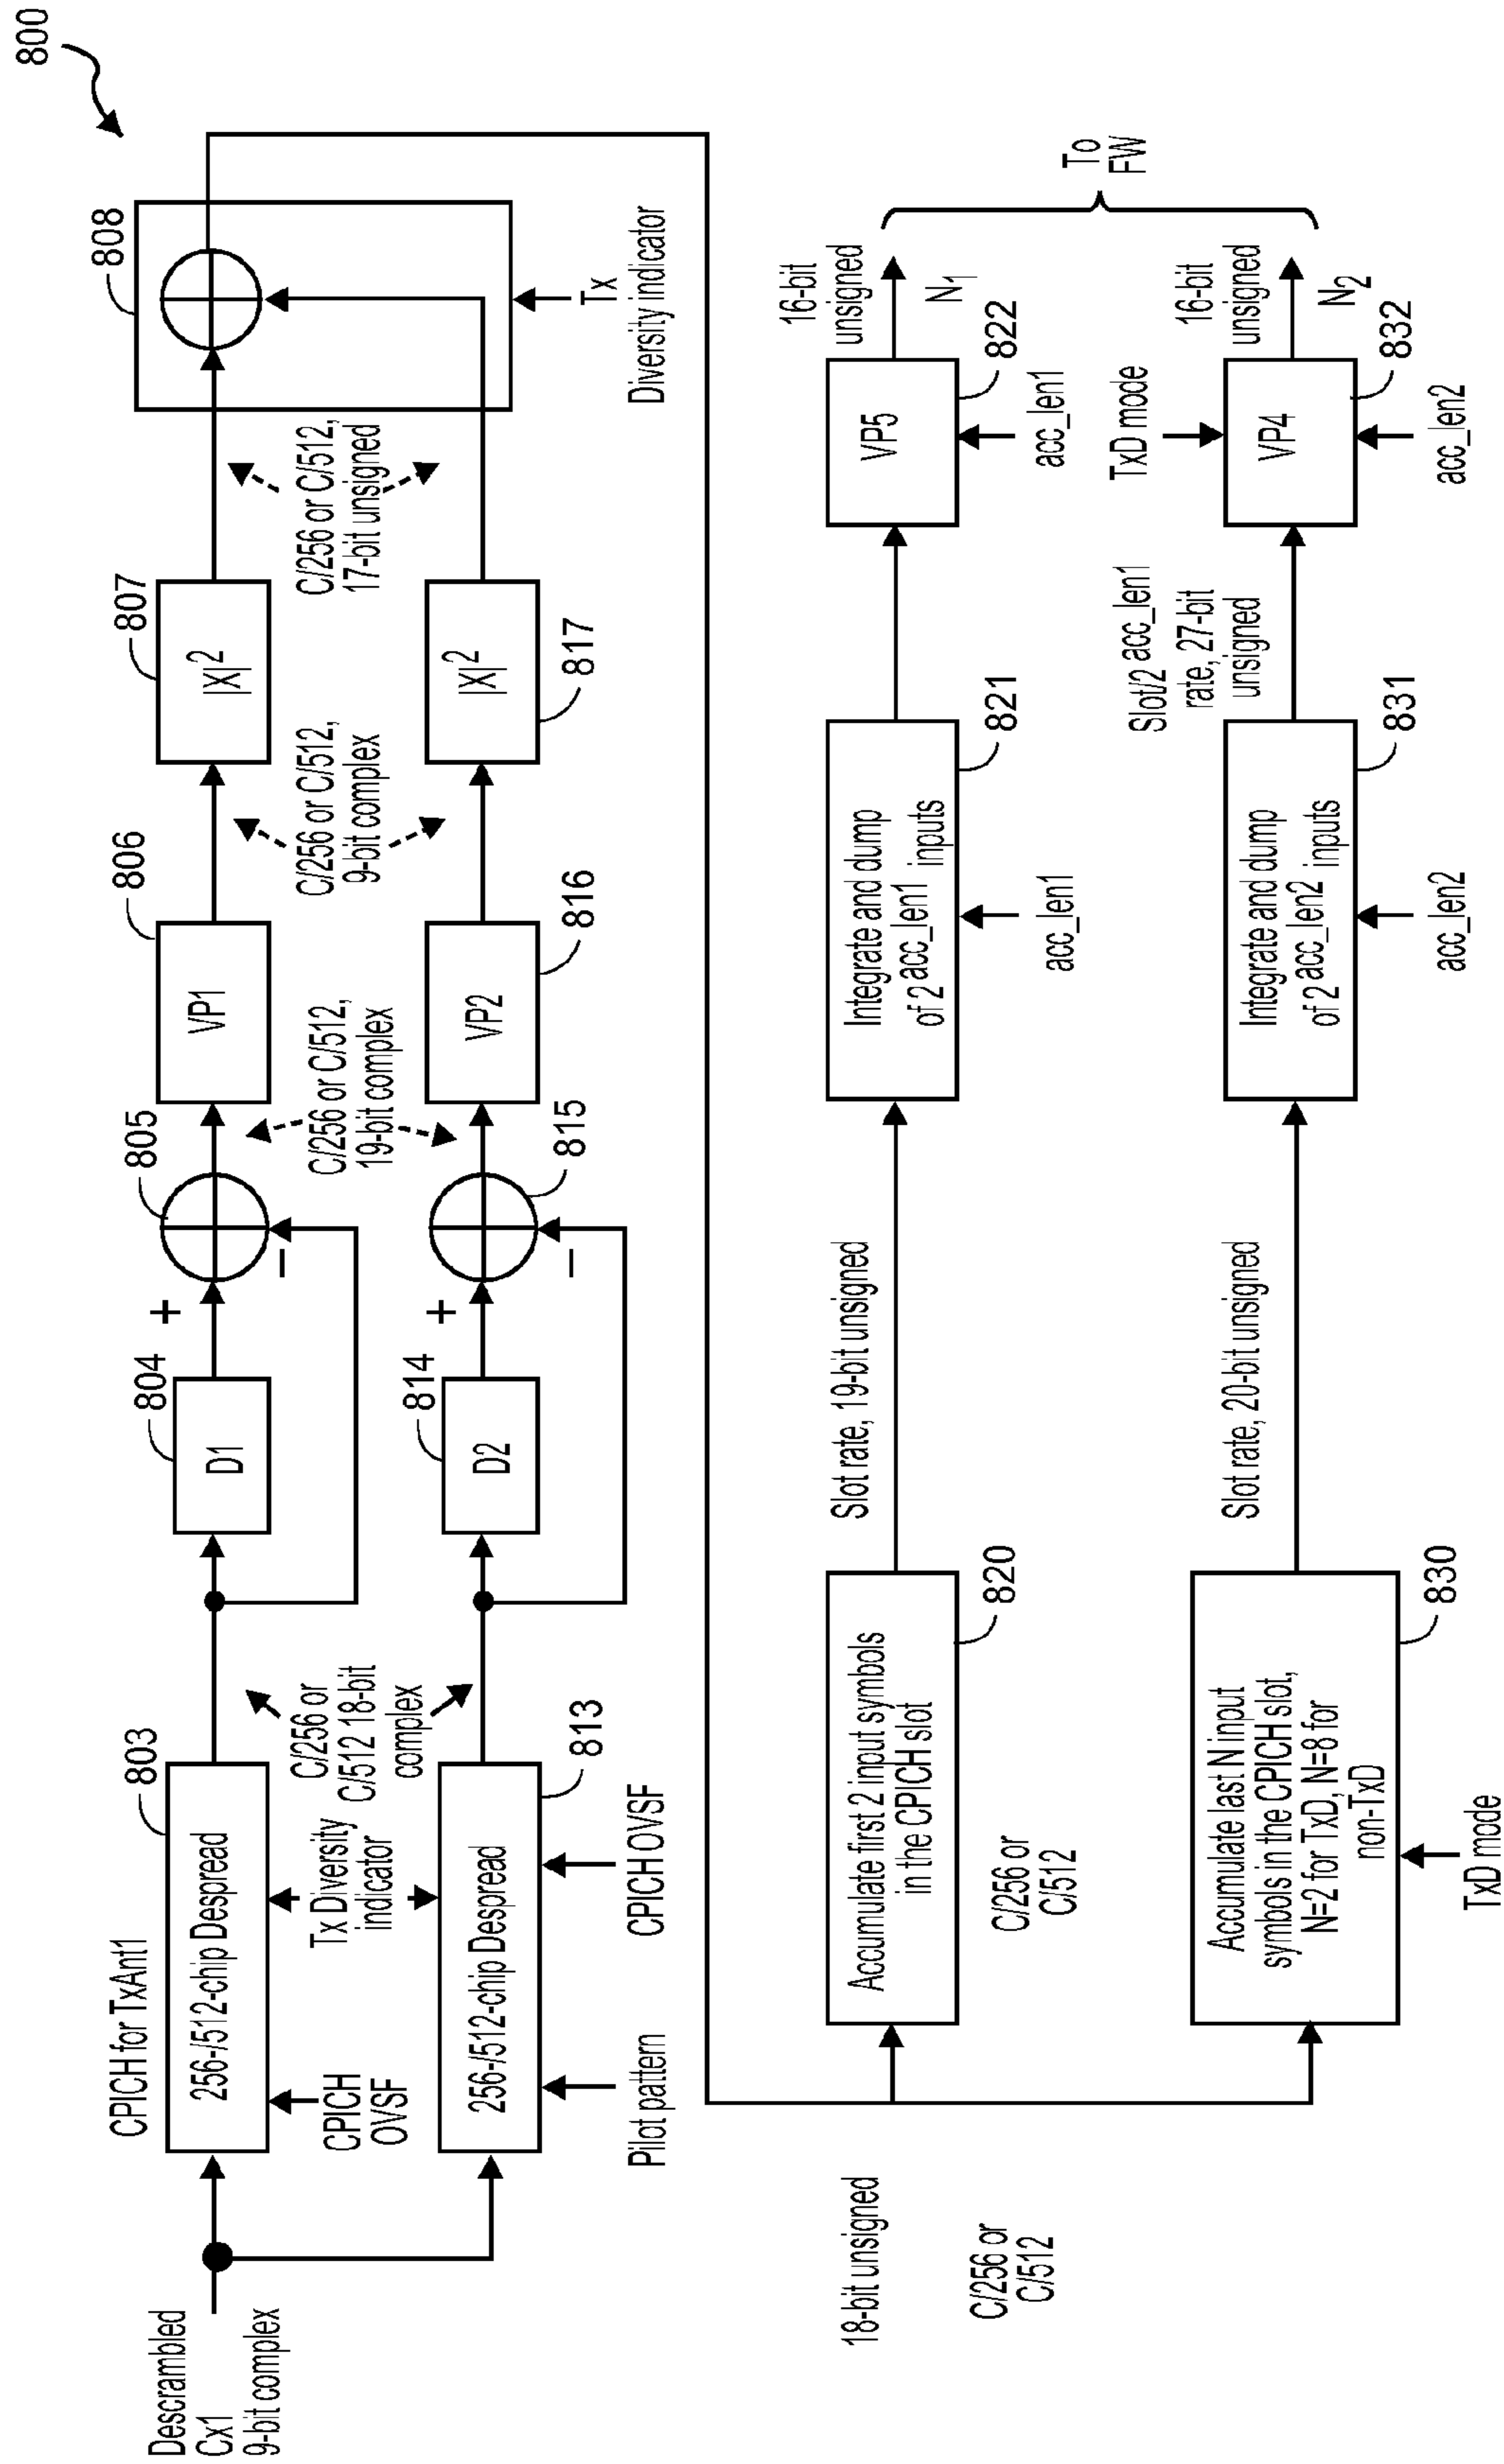 800
Descrambled
Cx1
9-bit complex
CPICH for TxAnt1
803
256-/512-chip Despread
CPICH
OVSF
Tx Diversity
indicator
256-/512-chip Despread
813
Pilot pattern
CPICH OVSF
C/256 or
C/512 18-bit
complex
804
D1
814
D2
+
−
805
+
−
815
C/256 or C/512,
19-bit complex
806
VP1
VP2
816
C/256 or C/512,
9-bit complex
807
|X|2
|X|2
817
C/256 or C/512,
17-bit unsigned
808
Tx
Diversity indicator
18-bit unsigned
C/256 or
C/512
Accumulate first 2 input symbols
in the CPICH slot
820
C/256 or
C/512
Slot rate, 19-bit unsigned
Integrate and dump
of 2 acc_len1 inputs
821
acc_len1
VP5
822
acc_len1
16-bit
unsigned
N1
Accumulate last N input
symbols in the CPICH slot,
N=2 for TxD, N=8 for
non-TxD
830
TxD mode
Slot rate, 20-bit unsigned
Integrate and dump
of 2 acc_len2 inputs
831
acc_len2
Slot/2 acc_len1
rate, 27-bit
unsigned
TxD mode
VP4
832
acc_len2
16-bit
unsigned
N2
To
FW